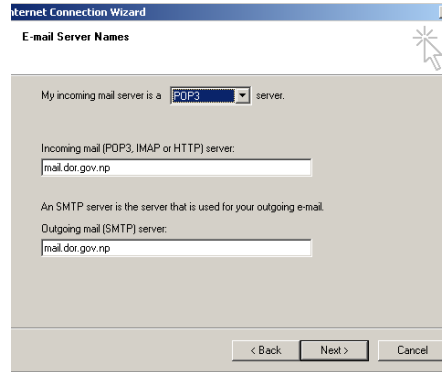 nternet Connection Wizard
E-mail Server Names
My incoming mail server is a POP3 server.
Incoming mail (POP3, IMAP or HTTP) server:
mail.dor.gov.np
An SMTP server is the server that is used for your outgoing e-mail.
Outgoing mail (SMTP) server:
mail.dor.gov.np
< Back Next > Cancel